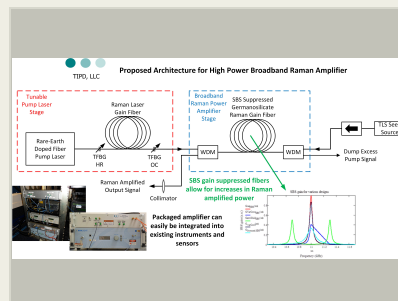 Proposed Architecture for High Power Broadband Raman Amplifier
TIPD, LLC
Tunable
Pump Laser
Stage
Raman Laser
Gain Fiber
Rare-Earth
Doped Fiber
Pump Laser
TFBG
HR
TFBG
OC
Broadband
Raman Power
Amplifier
Stage
SBS Suppressed
Germanosilicate
Raman Gain Fiber
WDM
WDM
TLS Seed
Source
Dump Excess
Pump Signal
Raman Amplified
Output Signal
Collimator
SBS gain suppressed fibers
allow for increases in Raman
amplified power
Packaged amplifier can
easily be integrated into
existing instruments and
sensors